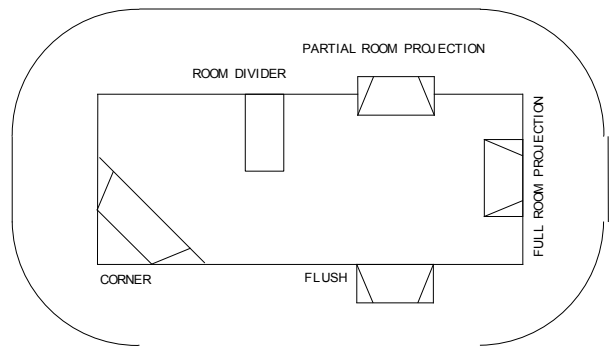 PARTIAL ROOM PROJECTION
ROOM DIVIDER
FULL ROOM PROJECTION
CORNER
FLUSH